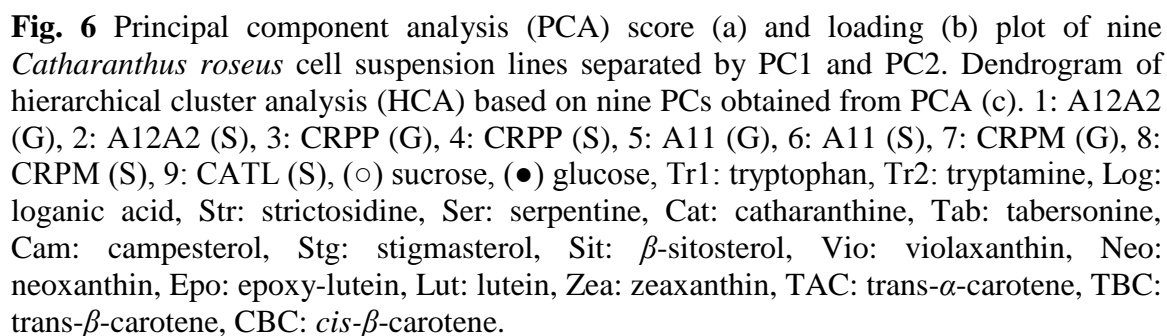 Fig. 6 Principal component analysis (PCA) score (a) and loading (b) plot of nine
Catharanthus roseus cell suspension lines separated by PC1 and PC2. Dendrogram of
hierarchical cluster analysis (HCA) based on nine PCs obtained from PCA (c). 1: A12A2
(G), 2: A12A2 (S), 3: CRPP (G), 4: CRPP (S), 5: A11 (G), 6: A11 (S), 7: CRPM (G), 8:
CRPM (S), 9: CATL (S), (○) sucrose, (●) glucose, Tr1: tryptophan, Tr2: tryptamine, Log:
loganic acid, Str: strictosidine, Ser: serpentine, Cat: catharanthine, Tab: tabersonine,
Cam: campesterol, Stg: stigmasterol, Sit: β-sitosterol, Vio: violaxanthin, Neo:
neoxanthin, Epo: epoxy-lutein, Lut: lutein, Zea: zeaxanthin, TAC: trans-α-carotene, TBC:
trans-β-carotene, CBC: cis-β-carotene.